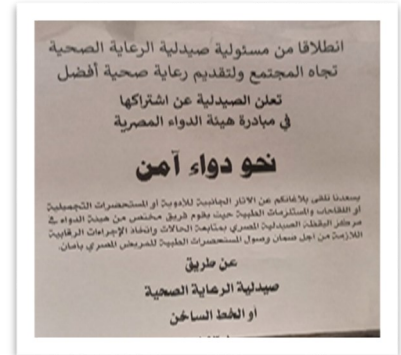 انطلاقا من مسئولية صيدلية الرعاية الصحية
تجاه المجتمع ولتقديم رعاية صحية أفضل
تعلن الصيدلية عن اشتراكها
في مبادرة هيئة الدواء المصرية
نحو دواء آمن
يسعدنا تلقى بلاغاتكم عن الاثار الجانبية للأدوية أو المستحضرات التجميلية
أو اللقاحات والمستلزمات الطبية حيث يقوم فريق مختص من هيئة الدواء في
مركز اليقظة الصيدلية المصري بمتابعة الحالات واتخاذ الإجراءات الرقابية
اللازمة من اجل ضمان وصول المستحضرات الطبية للمريض المصري بأمان.
عن طريق
صيدلية الرعاية الصحية
أو الخط الساخن